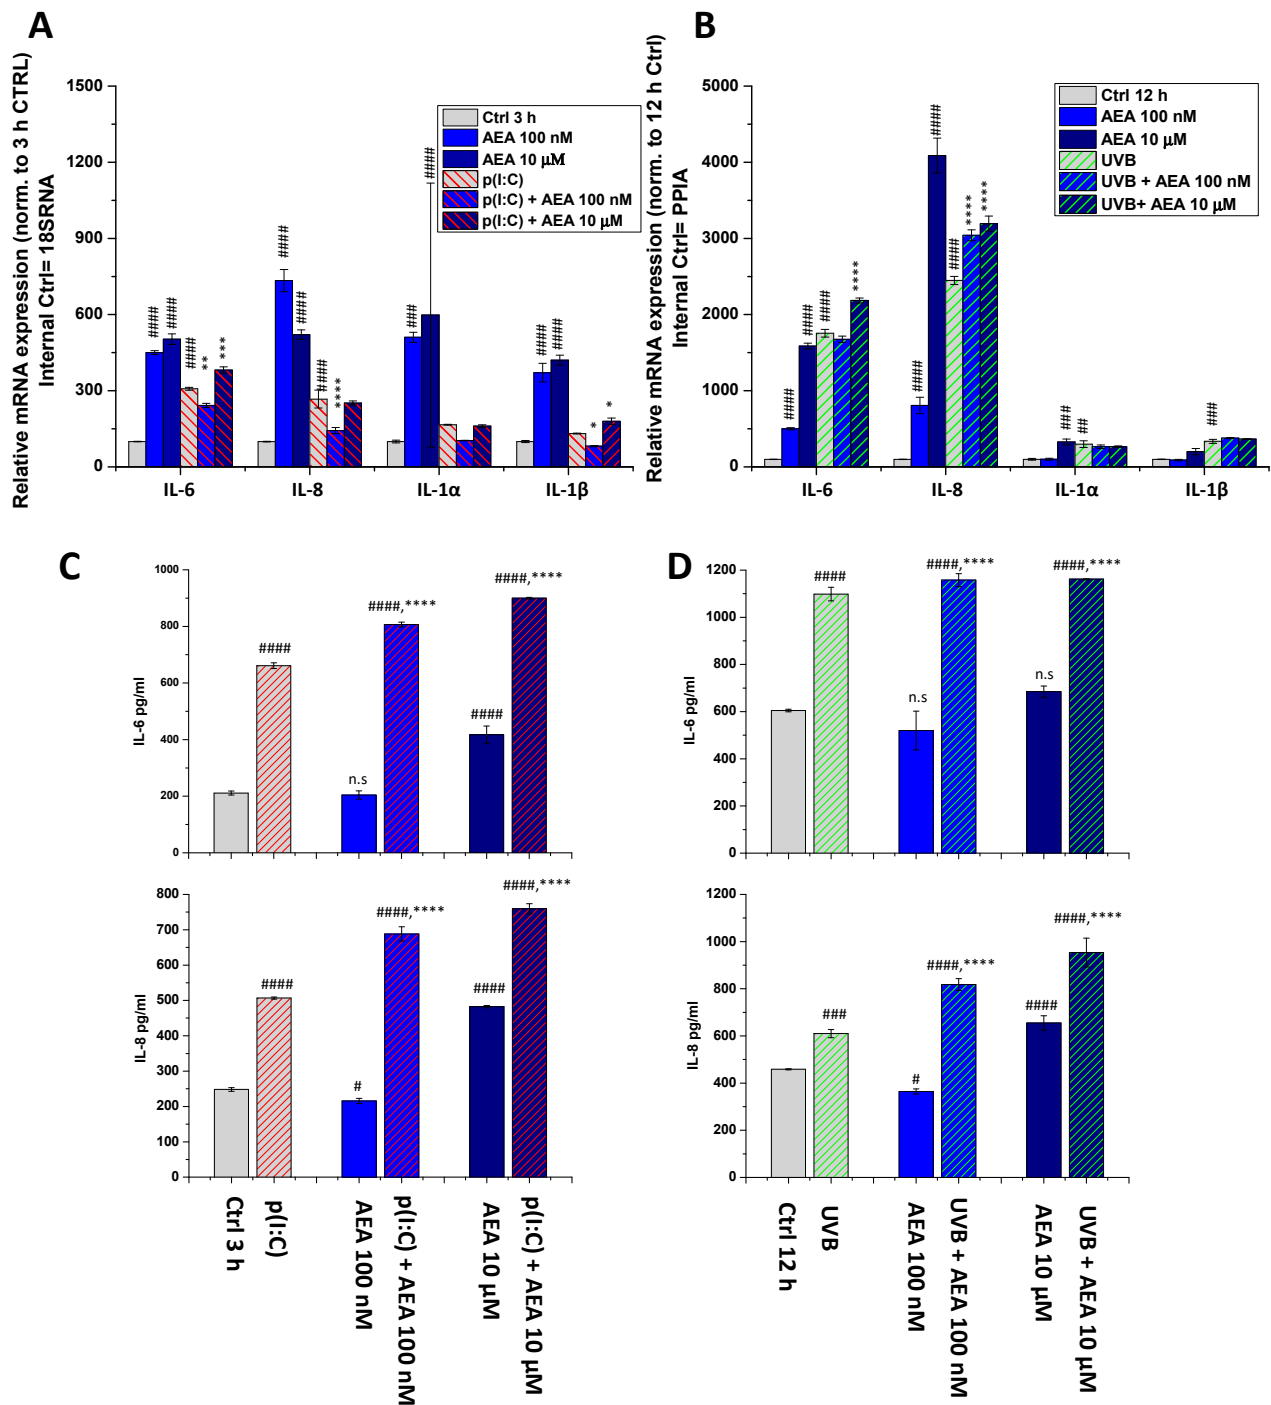 A
Relative mRNA expression (norm. to 3 h CTRL)
Internal Ctrl= 18SRNA
1500
1200
900
600
300
0
Ctrl 3 h
AEA 100 nM
AEA 10 µM
p(I:C)
p(I:C) + AEA 100 nM
p(I:C) + AEA 10 µM
#### #### #### ** ***
#### #### #### ****
### ####
#### #### * *
IL-6 IL-8 IL-1α IL-1β
B
Relative mRNA expression (norm. to 12 h Ctrl)
Internal Ctrl= PPIA
5000
4000
3000
2000
1000
0
Ctrl 12 h
AEA 100 nM
AEA 10 µM
UVB
UVB + AEA 100 nM
UVB+ AEA 10 µM
#### #### #### ****
#### #### #### **** ****
### ##
###
IL-6 IL-8 IL-1α IL-1β
C
IL-6 pg/ml
1000
800
600
400
200
0
####
n.s
####,****
####
####,****
IL-8 pg/ml
800
700
600
500
400
300
200
100
0
####
#
####,****
####
####,****
Ctrl 3 h
p(I:C)
AEA 100 nM
p(I:C) + AEA 100 nM
AEA 10 µM
p(I:C) + AEA 10 µM
D
IL-6 pg/ml
1200
1000
800
600
400
200
0
####
n.s
####,****
n.s
####,****
IL-8 pg/ml
1200
1000
800
600
400
200
0
###
#
####,****
####
####,****
Ctrl 12 h
UVB
AEA 100 nM
UVB + AEA 100 nM
AEA 10 µM
UVB + AEA 10 µM